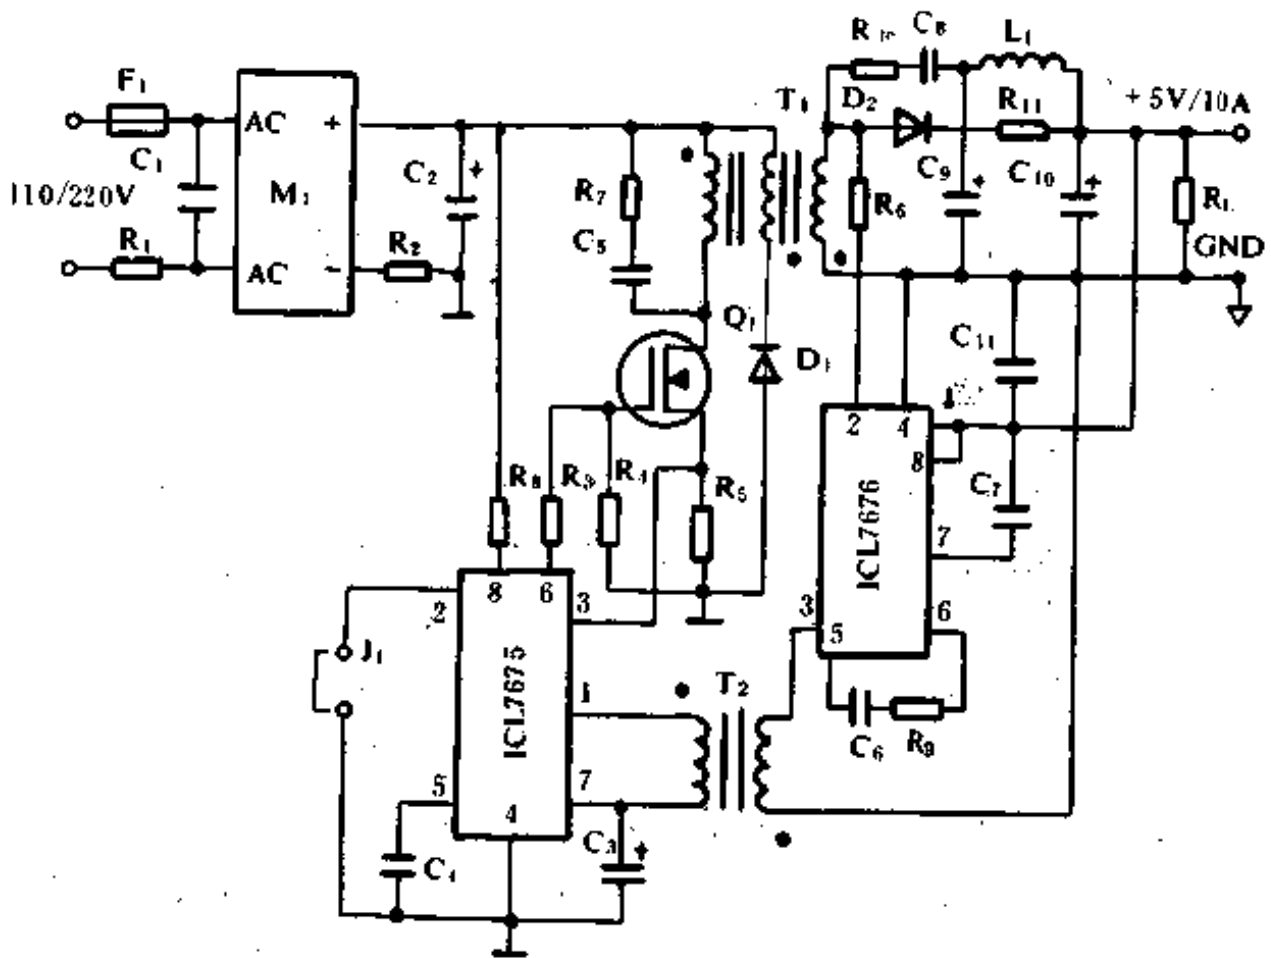 R₁₀
C₈
L₁
F₁
AC
+
T₁
D₂
R₁₁
+5V/10A
C₁
C₂
+
R₇
C₉
+
C₁₀
+
110/220V
M₁
R₆
R_L
R₁
R₂
C₅
GND
AC
−
Q₁
D₁
C₁₁
2
4
8
R₈
R₃
R₄
R₅
C₇
ICL7676
7
8
6
3
3
6
2
5
J₁
ICL7675
1
T₂
C₆
R₉
5
7
4
C₃
+
C₄